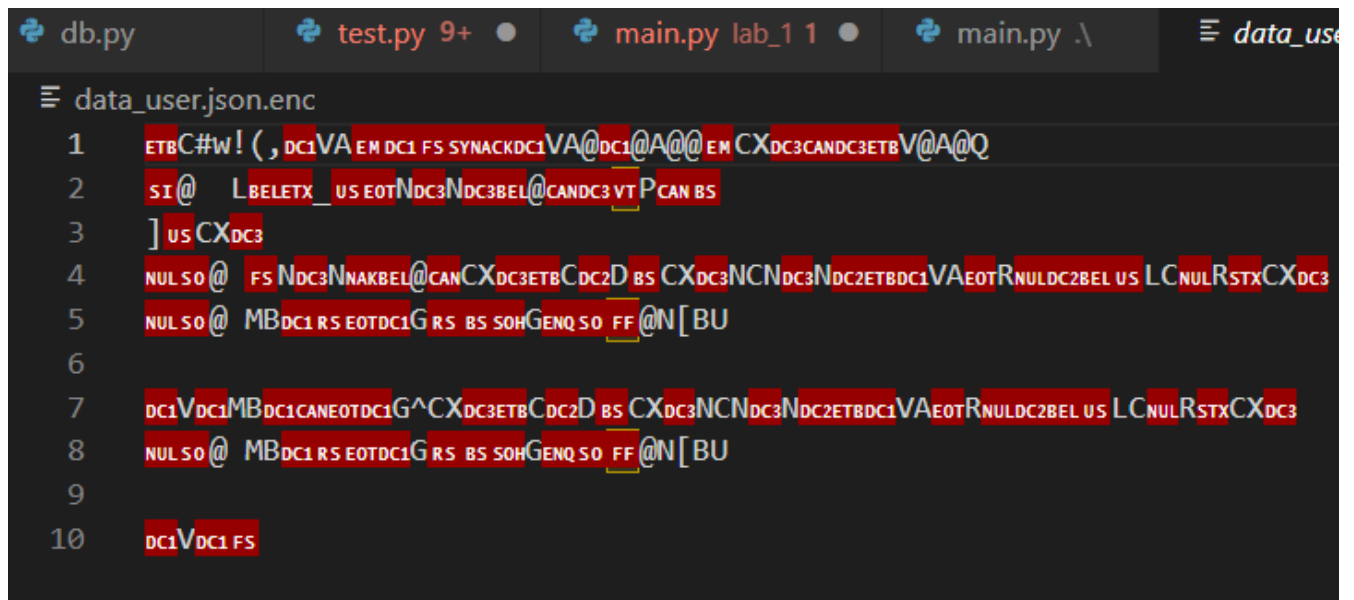 db.py test.py 9+ ● main.py lab_1 1 ● main.py .\ data_use
data_user.json.enc
1 ETBC#w!(,DC1VAEMDC1FSSYNACKDC1VA@DC1@A@@EMCXDC3CANDC3ETBV@A@Q
2 SI@ LBELETX_USEOTNDC3NDC3BEL@CANDC3VTPCANBS
3 ]USCXDC3
4 NULSO@ FSNDC3NNAKBEL@CANCXDC3ETBCDC2DBSCXDC3NCNDC3NDC2ETBDC1VAEOTRNULDC2BELUSLCNULRSTXCXDC3
5 NULSO@ MBDC1RSEOTDC1GRSBSSOHGENQSOFF@N[BU
6
7 DC1VDC1MBDC1CANEOTDC1G^CXDC3ETBCDC2DBSCXDC3NCNDC3NDC2ETBDC1VAEOTRNULDC2BELUSLCNULRSTXCXDC3
8 NULSO@ MBDC1RSEOTDC1GRSBSSOHGENQSOFF@N[BU
9
10 DC1VDC1FS